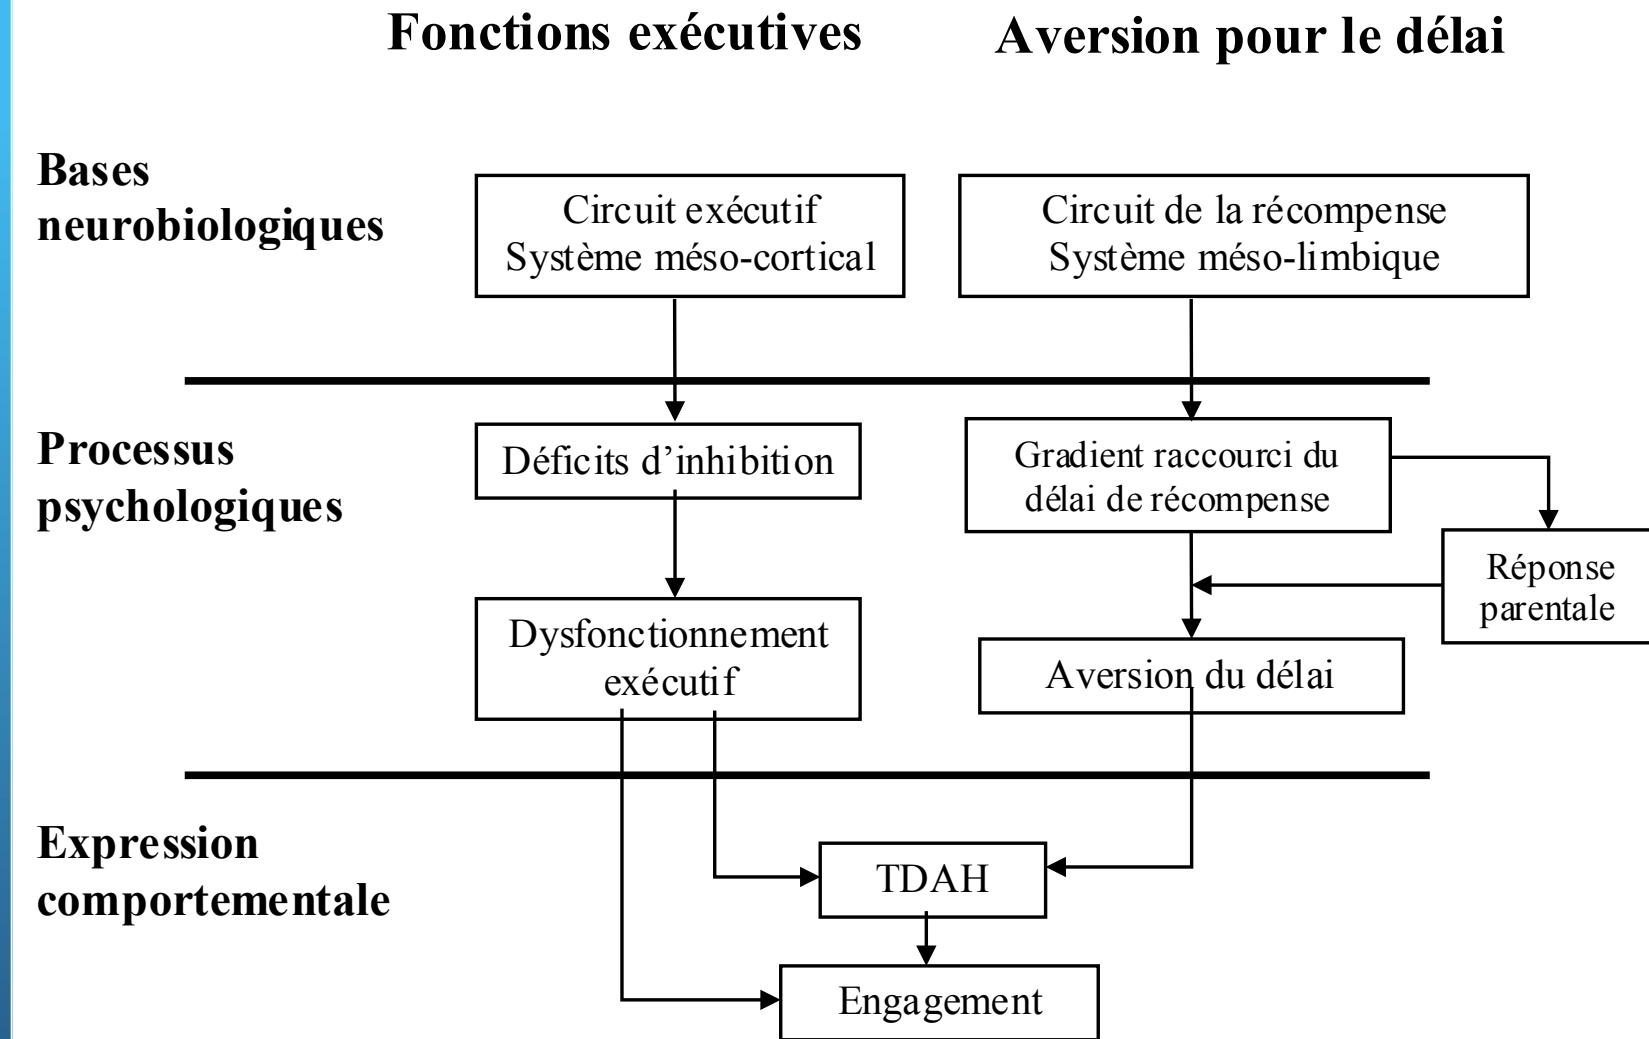 Fonctions exécutives
Aversion pour le délai
Bases
neurobiologiques
Circuit exécutif
Système méso-cortical
Circuit de la récompense
Système méso-limbique
Processus
psychologiques
Déficits d’inhibition
Gradient raccourci du
délai de récompense
Réponse
parentale
Dysfonctionnement
exécutif
Aversion du délai
Expression
comportementale
TDAH
Engagement